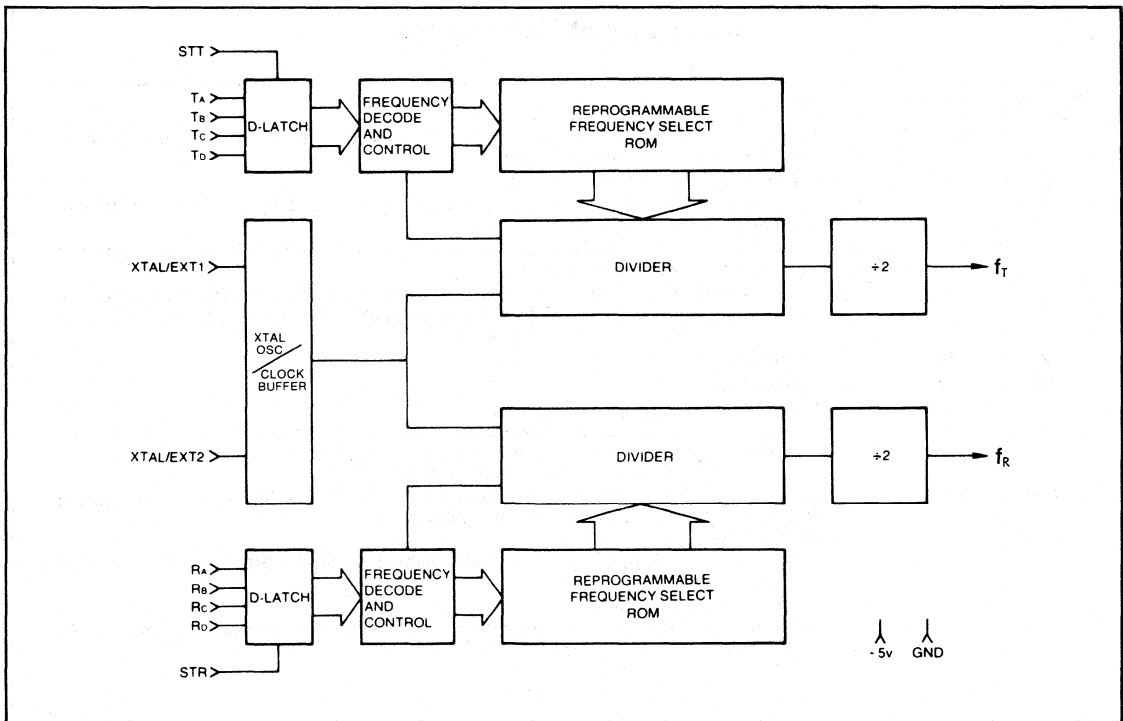 STT
TA
TB
TC
TD
D-LATCH
FREQUENCY
DECODE
AND
CONTROL
REPROGRAMMABLE
FREQUENCY SELECT
ROM
XTAL/EXT1
XTAL
OSC
CLOCK
BUFFER
DIVIDER
÷2
fT
XTAL/EXT2
DIVIDER
÷2
fR
RA
RB
RC
RD
D-LATCH
STR
FREQUENCY
DECODE
AND
CONTROL
REPROGRAMMABLE
FREQUENCY SELECT
ROM
- 5v GND